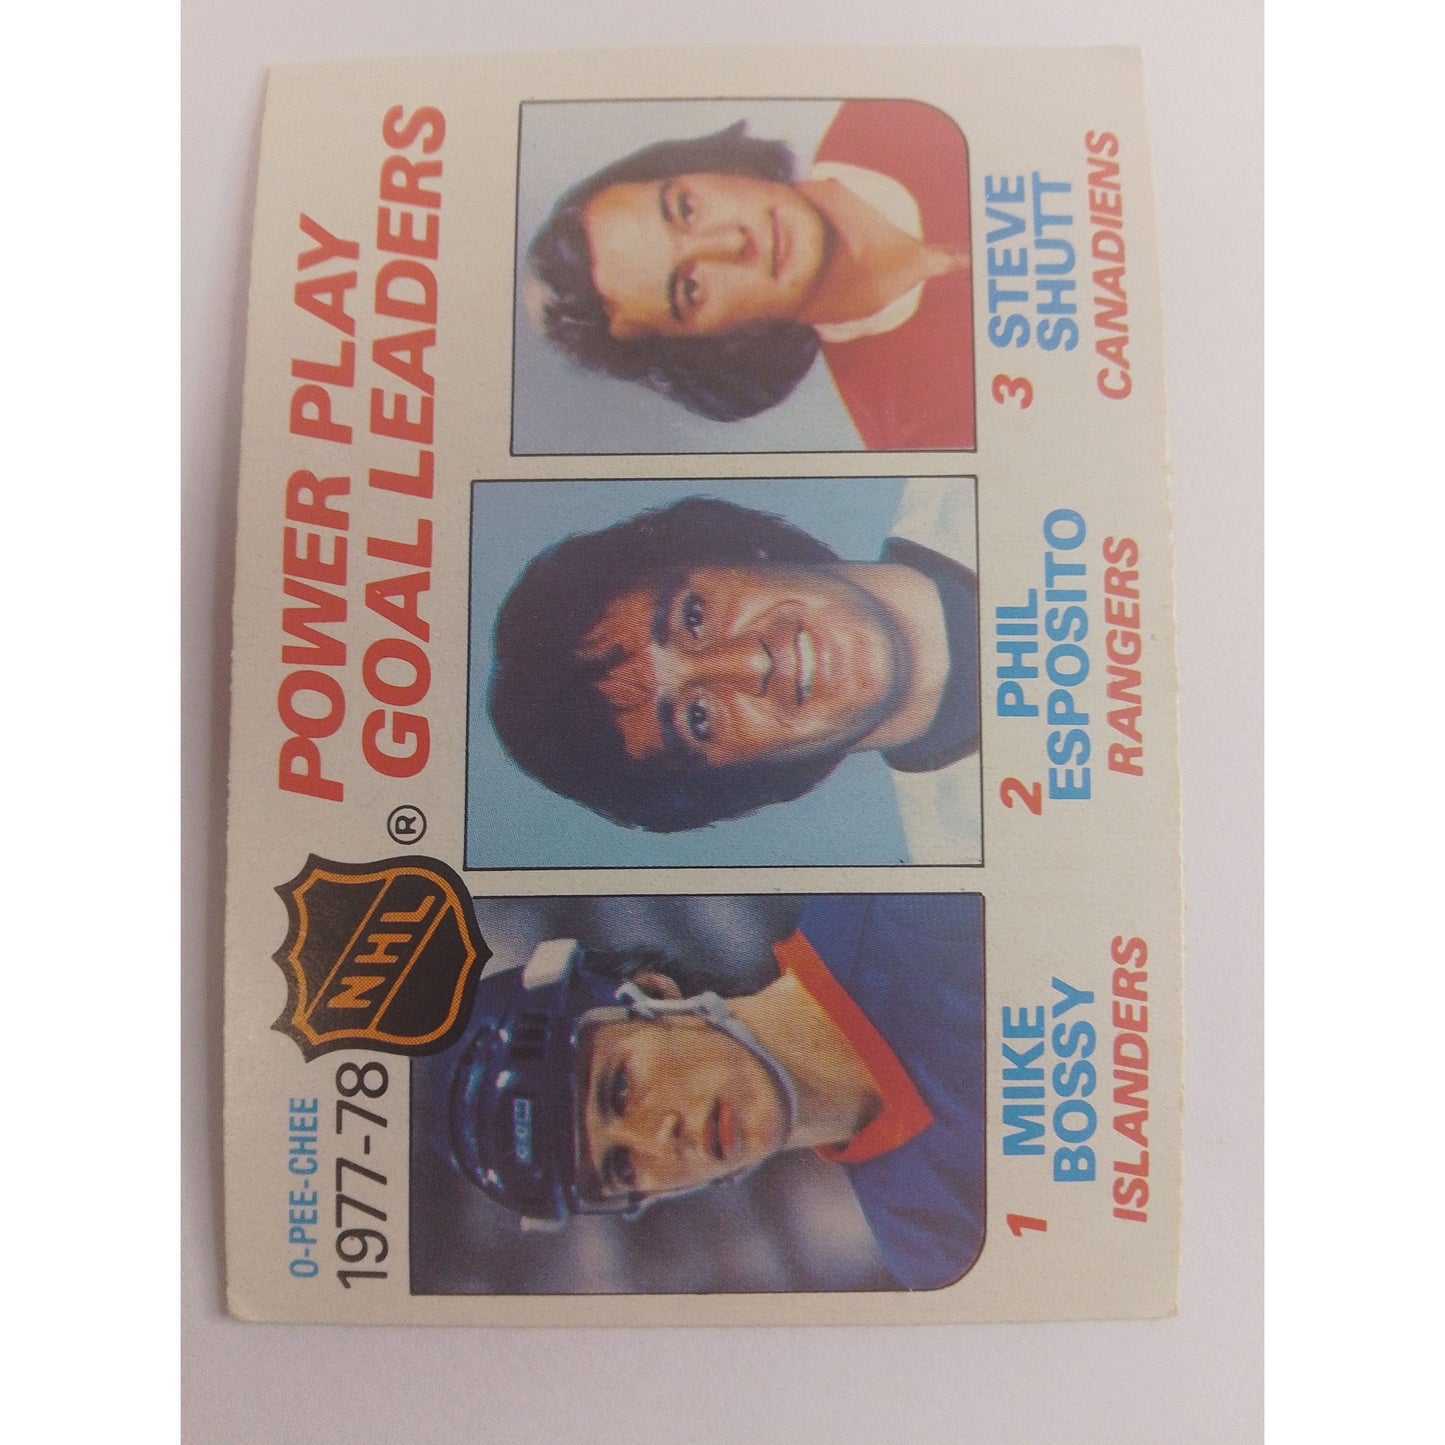 O-PEE-CHEE
1977-78
NHL
®
POWER PLAY
GOAL LEADERS
1 MIKE
BOSSY
ISLANDERS
2 PHIL
ESPOSITO
RANGERS
3 STEVE
SHUTT
CANADIENS